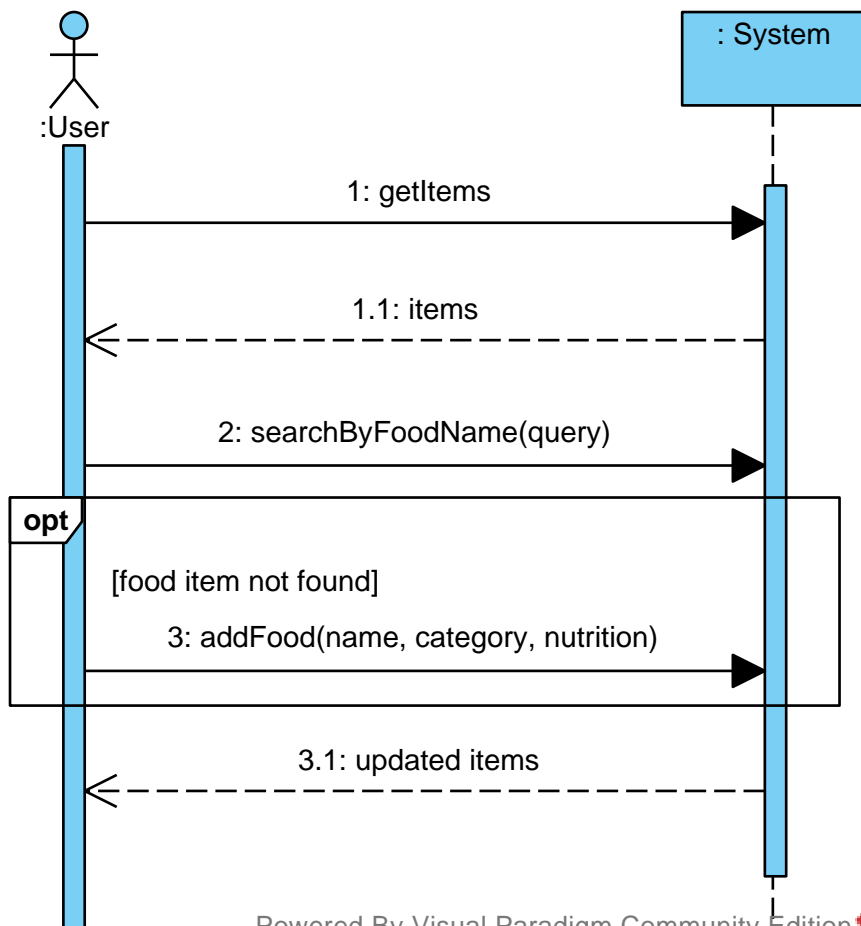 : System
:User
1: getItems
1.1: items
2: searchByFoodName(query)
opt
[food item not found]
3: addFood(name, category, nutrition)
3.1: updated items
Powered By Visual Paradigm Community Edition